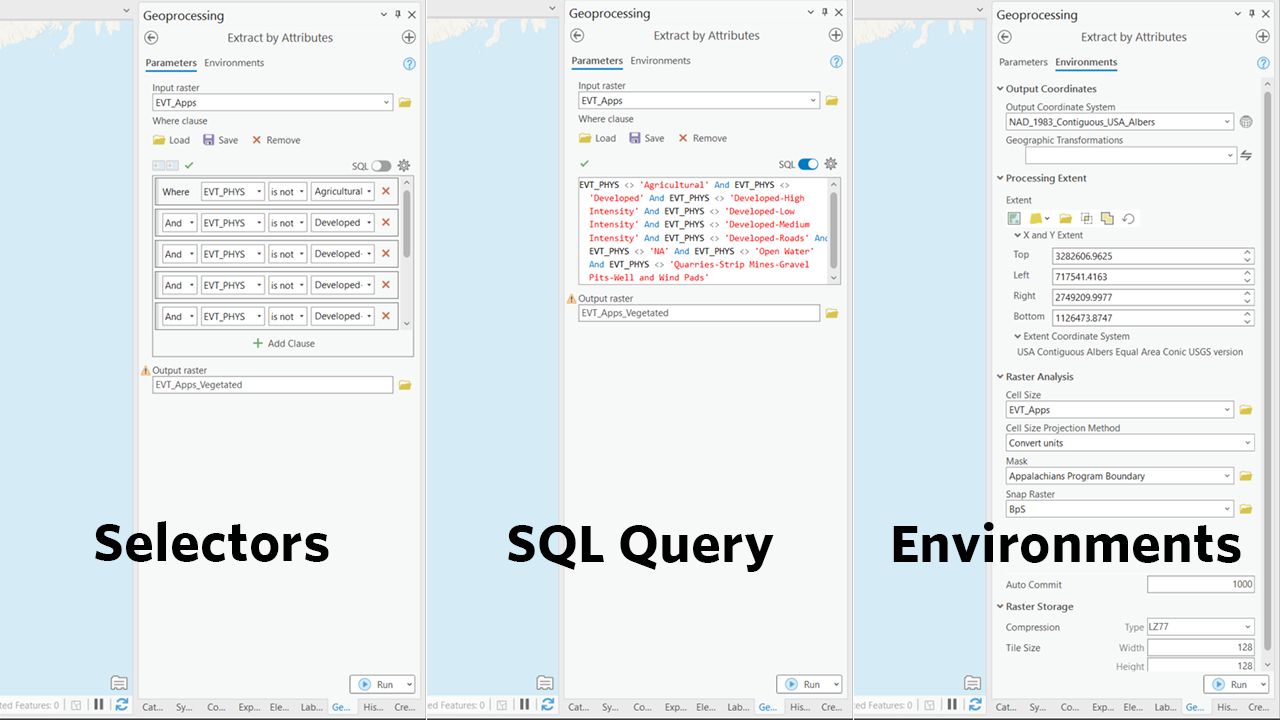 Geoprocessing
Extract by Attributes
Parameters Environments
Input raster
EVT_Apps
Where clause
Load Save Remove
SQL
Where EVT_PHYS is not Agricultural
And EVT_PHYS is not Developed
And EVT_PHYS is not Developed-
And EVT_PHYS is not Developed-
And EVT_PHYS is not Developed-
Add Clause
Output raster
EVT_Apps_Vegetated
Selectors
Run
ted Features: 0
Cat... Sy... Co... Exp... Ele... Lab... Ge... His... Cre...
Geoprocessing
Extract by Attributes
Parameters Environments
Input raster
EVT_Apps
Where clause
Load Save Remove
SQL
EVT_PHYS <> 'Agricultural' And EVT_PHYS <>
'Developed' And EVT_PHYS <> 'Developed-High
Intensity' And EVT_PHYS <> 'Developed-Low
Intensity' And EVT_PHYS <> 'Developed-Medium
Intensity' And EVT_PHYS <> 'Developed-Roads' And
EVT_PHYS <> 'NA' And EVT_PHYS <> 'Open Water'
And EVT_PHYS <> 'Quarries-Strip Mines-Gravel
Pits-Well and Wind Pads'
Output raster
EVT_Apps_Vegetated
SQL Query
Run
ted Features: 0
Cat... Sy... Co... Exp... Ele... Lab... Ge... His... Cre...
Geoprocessing
Extract by Attributes
Parameters Environments
Output Coordinates
Output Coordinate System
NAD_1983_Contiguous_USA_Albers
Geographic Transformations
Processing Extent
Extent
X and Y Extent
Top 3282606.9625
Left 717541.4163
Right 2749209.9977
Bottom 1126473.8747
Extent Coordinate System
USA Contiguous Albers Equal Area Conic USGS version
Raster Analysis
Cell Size
EVT_Apps
Cell Size Projection Method
Convert units
Mask
Appalachians Program Boundary
Snap Raster
BpS
Environments
Auto Commit 1000
Raster Storage
Compression Type LZ77
Tile Size Width 128
Height 128
Run
ted Features: 0
Cat... Sy... Co... Exp... Ele... Lab... Ge... His... Cre...